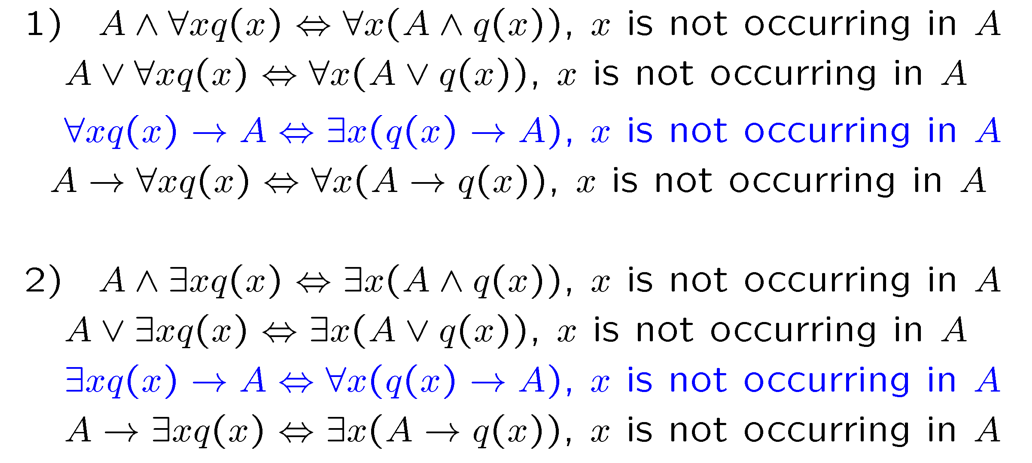 1) A ∧ ∀xq(x) ⇔ ∀x(A ∧ q(x)), x is not occurring in A
A ∨ ∀xq(x) ⇔ ∀x(A ∨ q(x)), x is not occurring in A
∀xq(x) → A ⇔ ∃x(q(x) → A), x is not occurring in A
A → ∀xq(x) ⇔ ∀x(A → q(x)), x is not occurring in A
2) A ∧ ∃xq(x) ⇔ ∃x(A ∧ q(x)), x is not occurring in A
A ∨ ∃xq(x) ⇔ ∃x(A ∨ q(x)), x is not occurring in A
∃xq(x) → A ⇔ ∀x(q(x) → A), x is not occurring in A
A → ∃xq(x) ⇔ ∃x(A → q(x)), x is not occurring in A